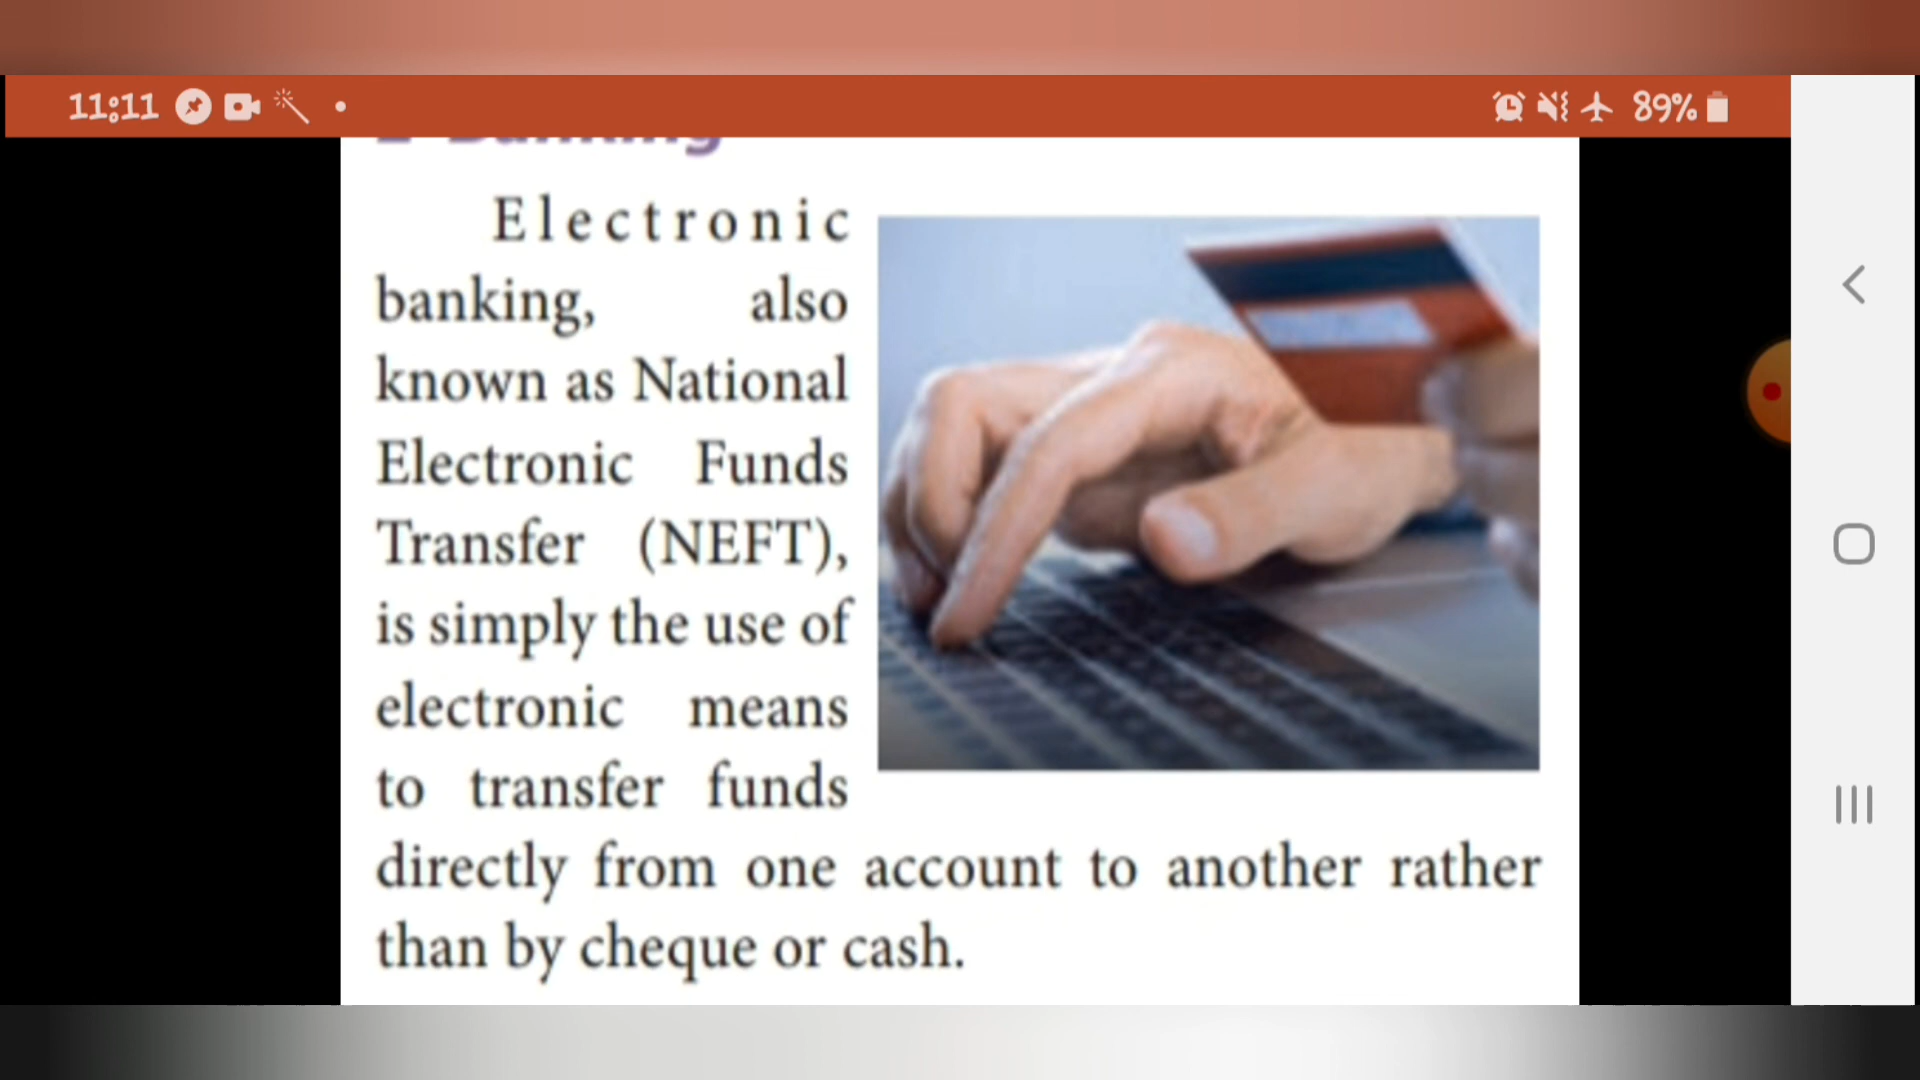 11:11
89%
E-Banking
Electronic
banking, also
known as National
Electronic Funds
Transfer (NEFT),
is simply the use of
electronic means
to transfer funds
directly from one account to another rather
than by cheque or cash.